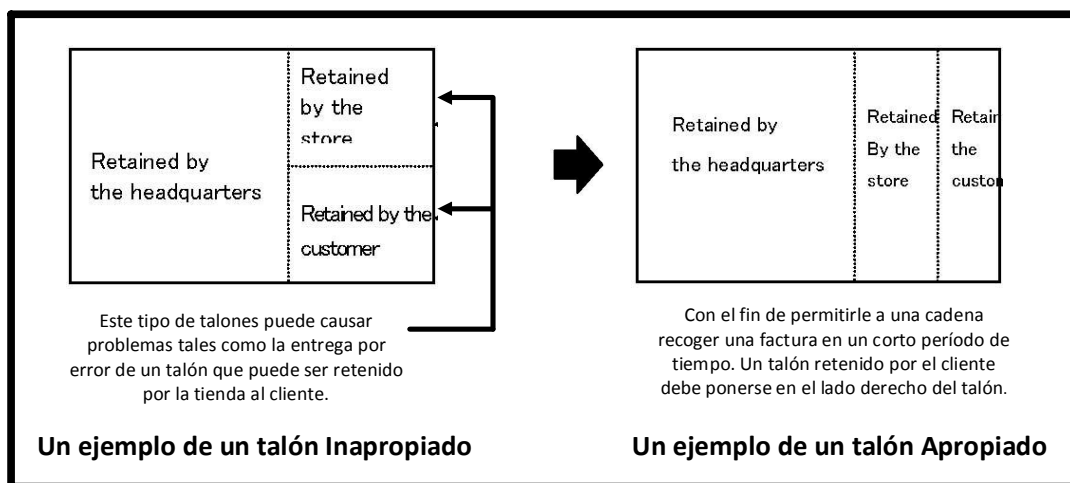 Retained
by the
store
Retained by
the headquarters
Retained by the
customer
Este tipo de talones puede causar
problemas tales como la entrega por
error de un talón que puede ser retenido
por la tienda al cliente.
Un ejemplo de un talón Inapropiado
Retained by
the headquarters
Retained
By the
store
Retain
the
custon
Con el fin de permitirle a una cadena
recoger una factura en un corto período de
tiempo. Un talón retenido por el cliente
debe ponerse en el lado derecho del talón.
Un ejemplo de un talón Apropiado